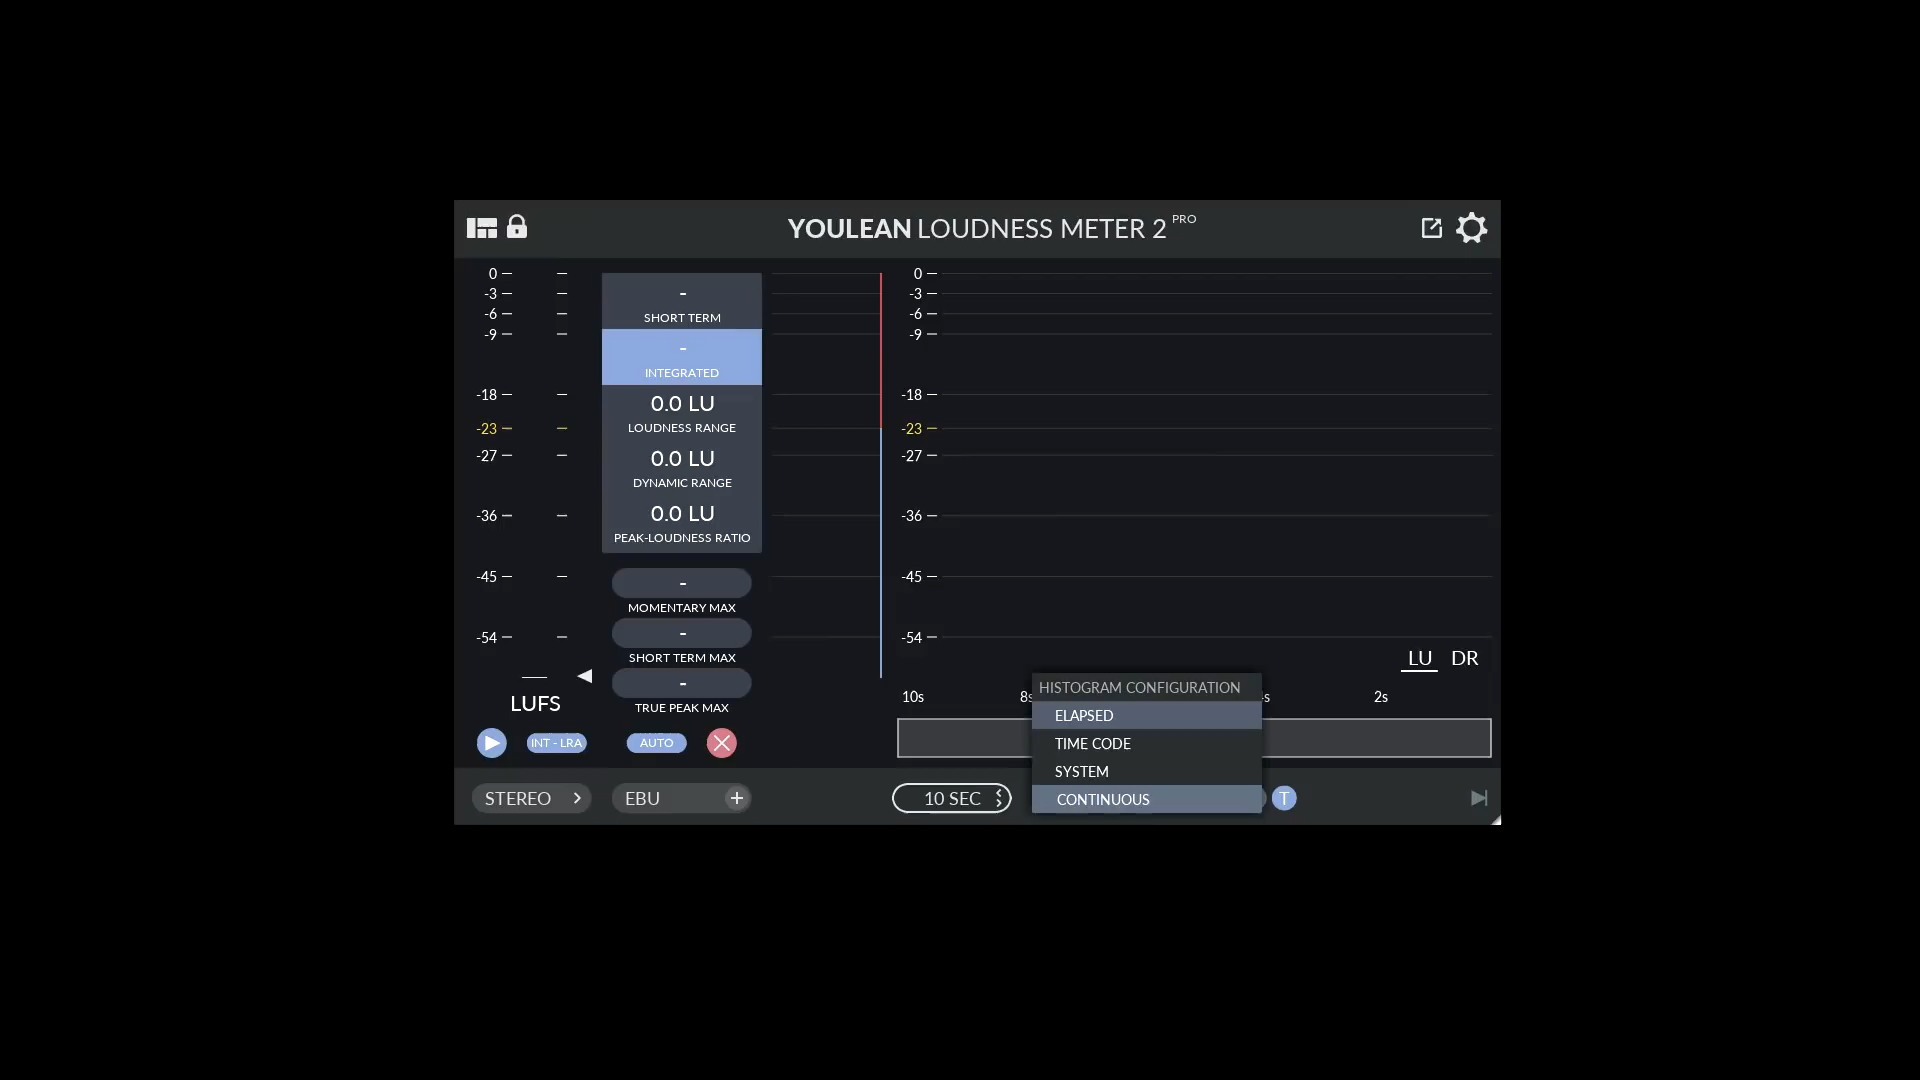 YOULEAN LOUDNESS METER 2 PRO
0
-3
-6
-9
-18
-23
-27
-36
-45
-54
LUFS
-
SHORT TERM
-
INTEGRATED
0.0 LU
LOUDNESS RANGE
0.0 LU
DYNAMIC RANGE
0.0 LU
PEAK-LOUDNESS RATIO
-
MOMENTARY MAX
-
SHORT TERM MAX
-
TRUE PEAK MAX
INT - LRA
AUTO
0
-3
-6
-9
-18
-23
-27
-36
-45
-54
LU DR
10s 2s
HISTOGRAM CONFIGURATION
ELAPSED
TIME CODE
SYSTEM
CONTINUOUS
STEREO
EBU
10 SEC
T